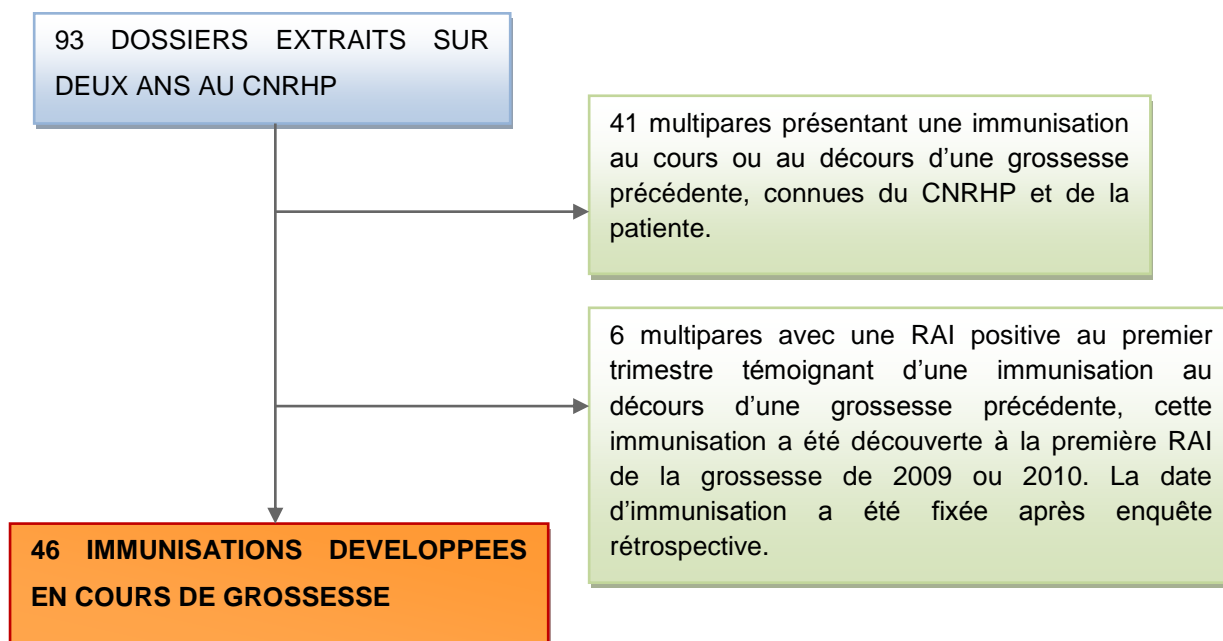 93 DOSSIERS EXTRAITS SUR
DEUX ANS AU CNRHP
41 multipares présentant une immunisation
au cours ou au décours d'une grossesse
précédente, connues du CNRHP et de la
patiente.
6 multipares avec une RAI positive au premier
trimestre témoignant d'une immunisation au
décours d'une grossesse précédente, cette
immunisation a été découverte à la première RAI
de la grossesse de 2009 ou 2010. La date
d'immunisation a été fixée après enquête
rétrospective.
46 IMMUNISATIONS DEVELOPPEES
EN COURS DE GROSSESSE